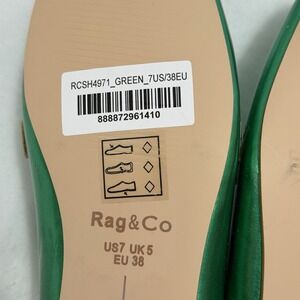 RCSH4971_GREEN_7US/38EU
888872961410
Rag&Co
US7 UK5
EU 38